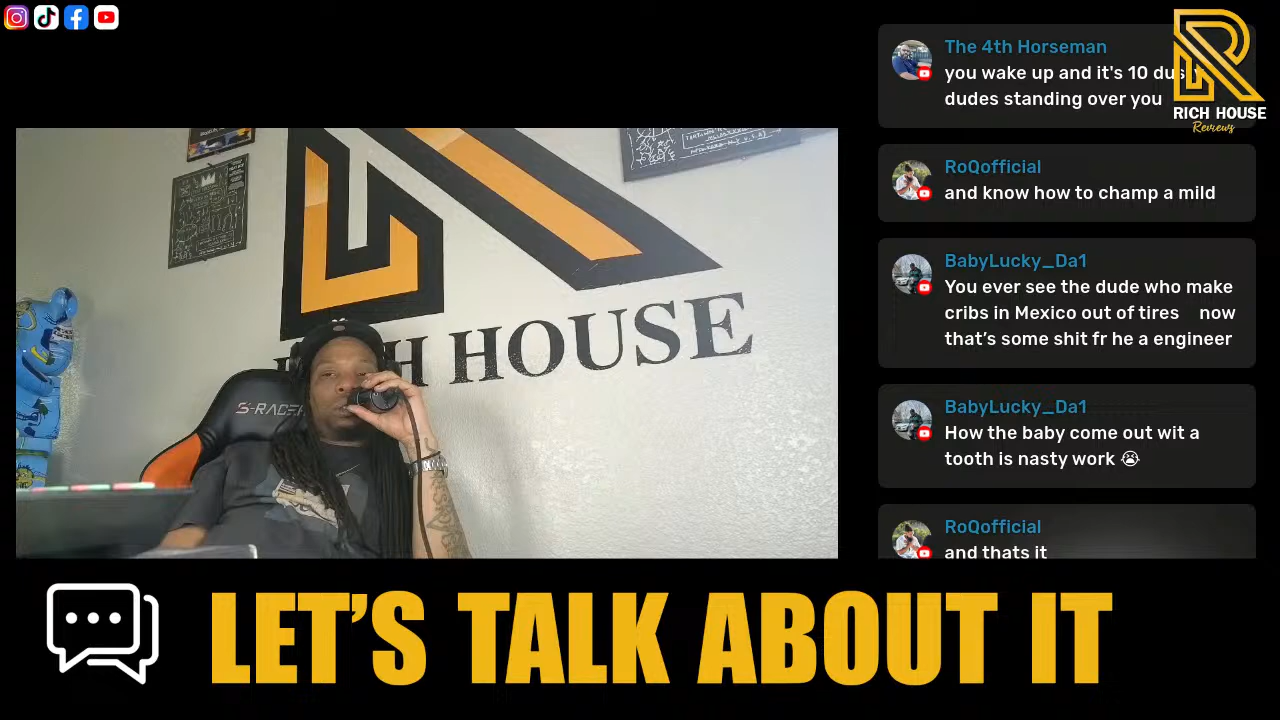 The 4th Horseman
you wake up and it's 10 dusty
dudes standing over you
RICH HOUSE
Reviews
RoQofficial
and know how to champ a mild
BabyLucky_Da1
You ever see the dude who make
cribs in Mexico out of tires now
that's some shit fr he a engineer
BabyLucky_Da1
How the baby come out wit a
tooth is nasty work 😭
RoQofficial
and thats it
RICH HOUSE
S-RACER
LET'S TALK ABOUT IT